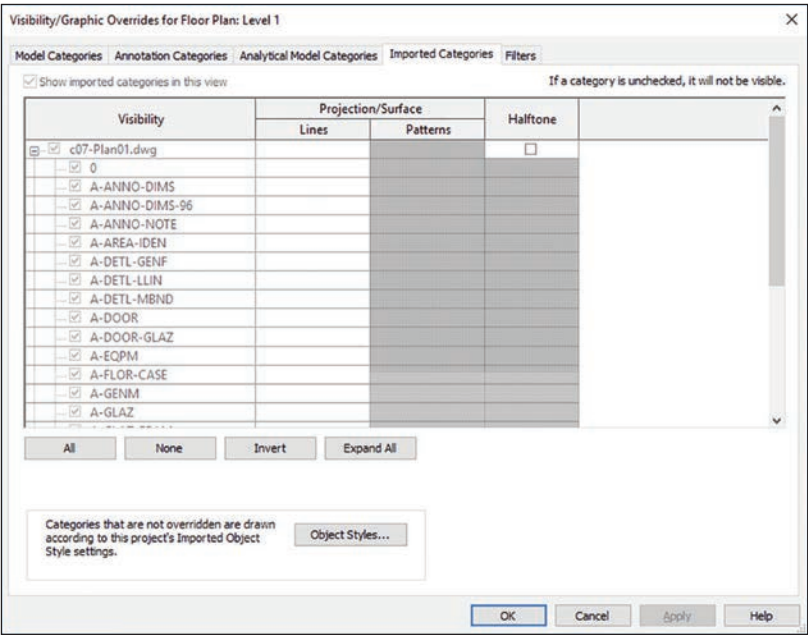 Visibility/Graphic Overrides for Floor Plan: Level 1
Model Categories Annotation Categories Analytical Model Categories Imported Categories Filters
Show imported categories in this view If a category is unchecked, it will not be visible.
Visibility Projection/Surface Halftone
Lines Patterns
c07-Plan01.dwg
0
A-ANNO-DIMS
A-ANNO-DIMS-96
A-ANNO-NOTE
A-AREA-IDEN
A-DETL-GENF
A-DETL-LLIN
A-DETL-MBND
A-DOOR
A-DOOR-GLAZ
A-EQPM
A-FLOR-CASE
A-GENM
A-GLAZ
All None Invert Expand All
Categories that are not overridden are drawn
according to this project's Imported Object
Style settings.
Object Styles...
OK Cancel Apply Help